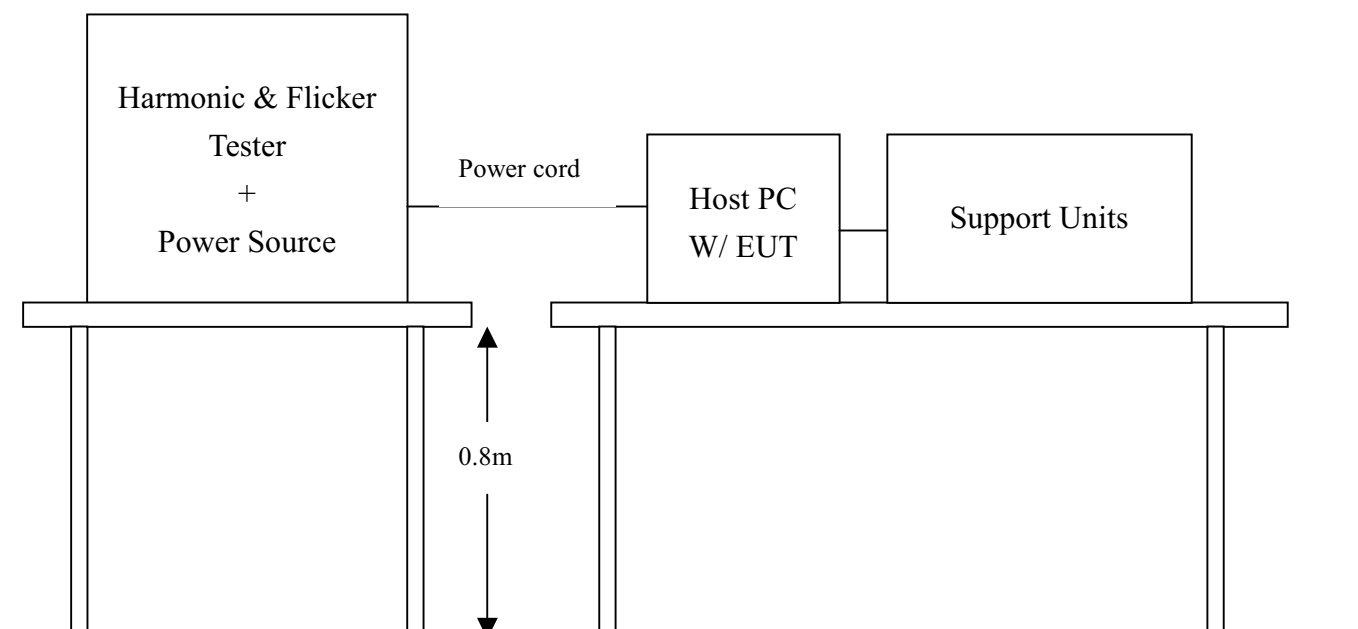 Harmonic & Flicker
Tester
+
Power Source
Power cord
Host PC
W/ EUT
Support Units
0.8m